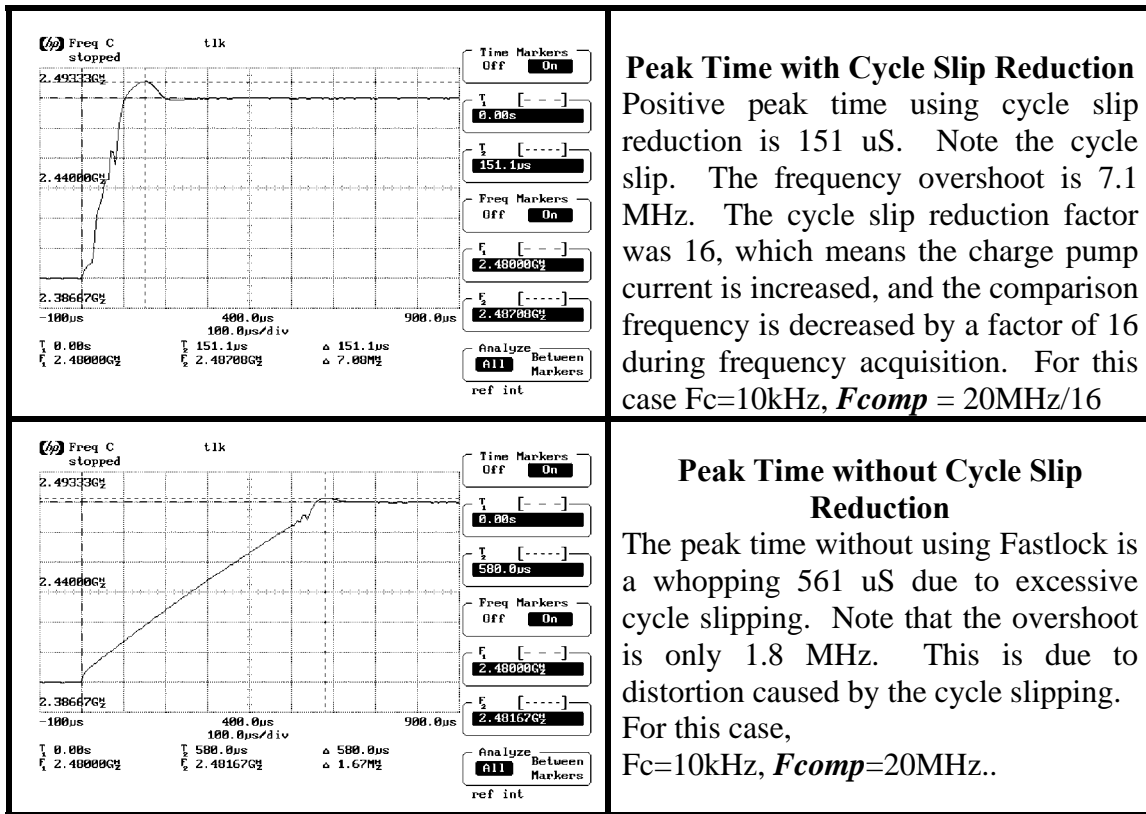 hp Freq C tlk
stopped
2.49333GHz
2.44000GHz
2.38667GHz
-100µs 400.0µs 900.0µs
100.0µs/div
T1 0.00s T2 151.1µs Δ 151.1µs
F1 2.48000GHz F2 2.48708GHz Δ 7.08MHz
Time Markers
Off On
T1 [- - -]
0.00s
T2 [-----]
151.1µs
Freq Markers
Off On
F1 [- - -]
2.48000GHz
F2 [-----]
2.48708GHz
Analyze
All Between
Markers
ref int
Peak Time with Cycle Slip Reduction
Positive peak time using cycle slip
reduction is 151 uS. Note the cycle
slip. The frequency overshoot is 7.1
MHz. The cycle slip reduction factor
was 16, which means the charge pump
current is increased, and the comparison
frequency is decreased by a factor of 16
during frequency acquisition. For this
case Fc=10kHz, Fcomp = 20MHz/16
hp Freq C tlk
stopped
2.49333GHz
2.44000GHz
2.38667GHz
-100µs 400.0µs 900.0µs
100.0µs/div
T1 0.00s T2 580.0µs Δ 580.0µs
F1 2.48000GHz F2 2.48167GHz Δ 1.67MHz
Time Markers
Off On
T1 [- - -]
0.00s
T2 [-----]
580.0µs
Freq Markers
Off On
F1 [- - -]
2.48000GHz
F2 [-----]
2.48167GHz
Analyze
All Between
Markers
ref int
Peak Time without Cycle Slip
Reduction
The peak time without using Fastlock is
a whopping 561 uS due to excessive
cycle slipping. Note that the overshoot
is only 1.8 MHz. This is due to
distortion caused by the cycle slipping.
For this case,
Fc=10kHz, Fcomp=20MHz..